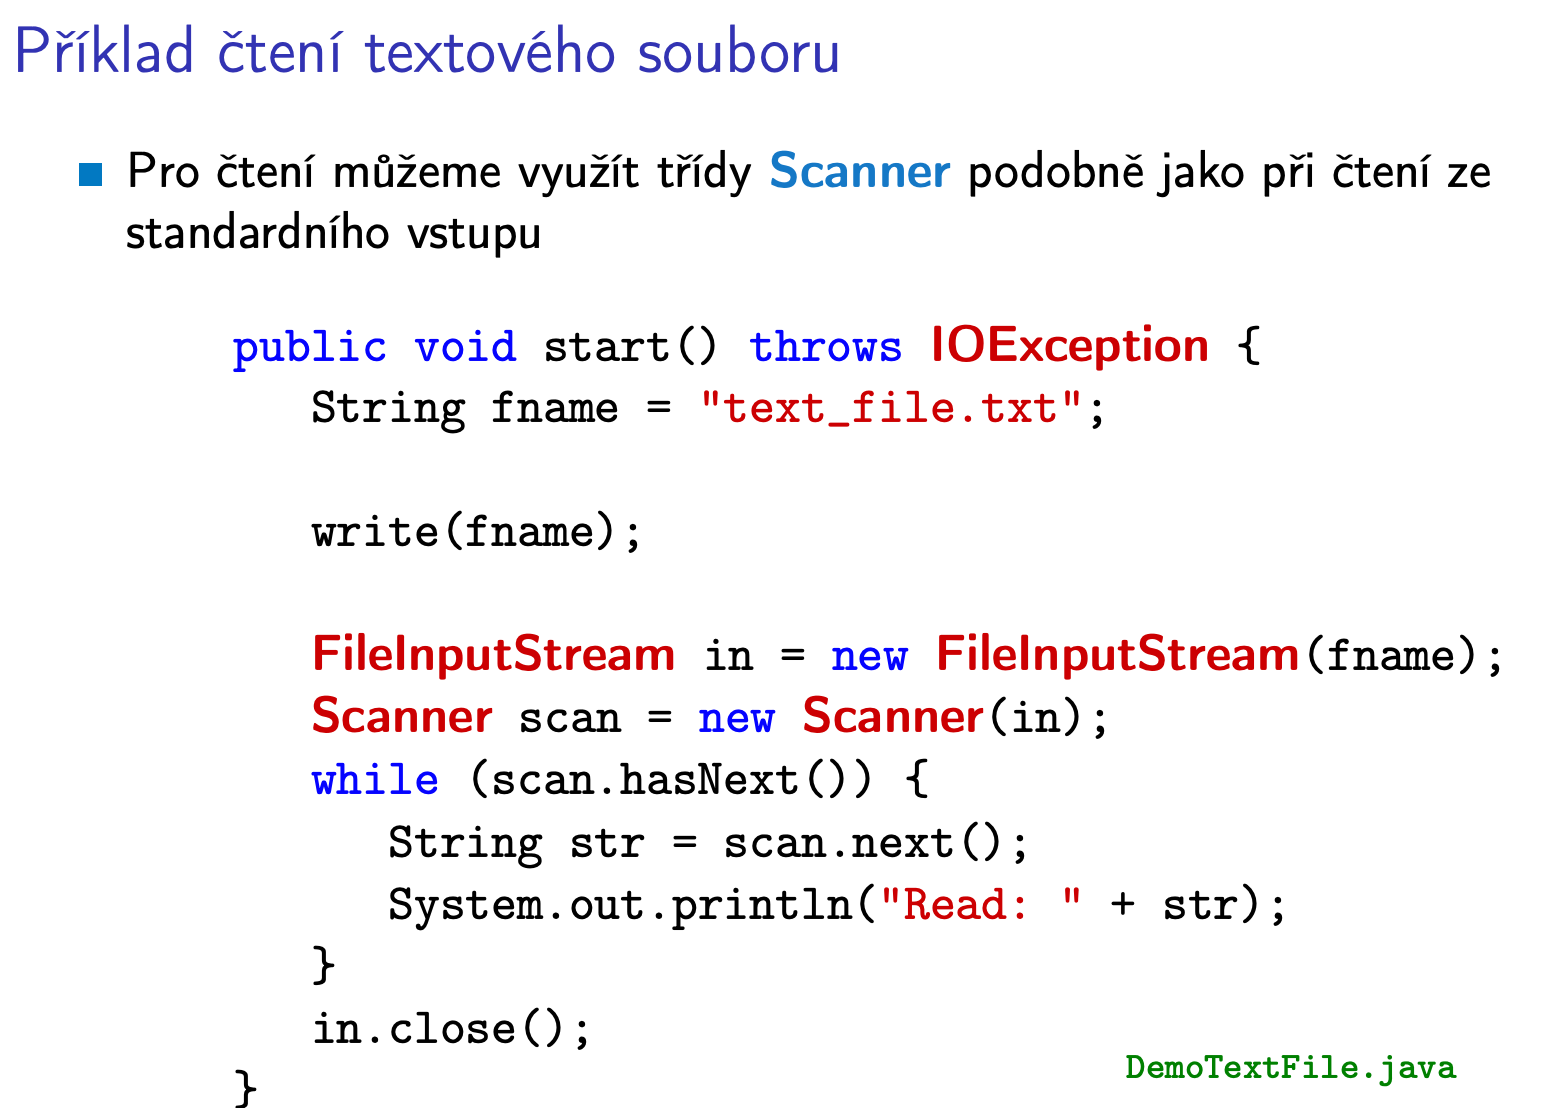 Příklad čtení textového souboru
Pro čtení můžeme využít třídy Scanner podobně jako při čtení ze
standardního vstupu
public void start() throws IOException {
String fname = "text_file.txt";
write(fname);
FileInputStream in = new FileInputStream(fname);
Scanner scan = new Scanner(in);
while (scan.hasNext()) {
String str = scan.next();
System.out.println("Read: " + str);
}
in.close();
}
DemoTextFile.java